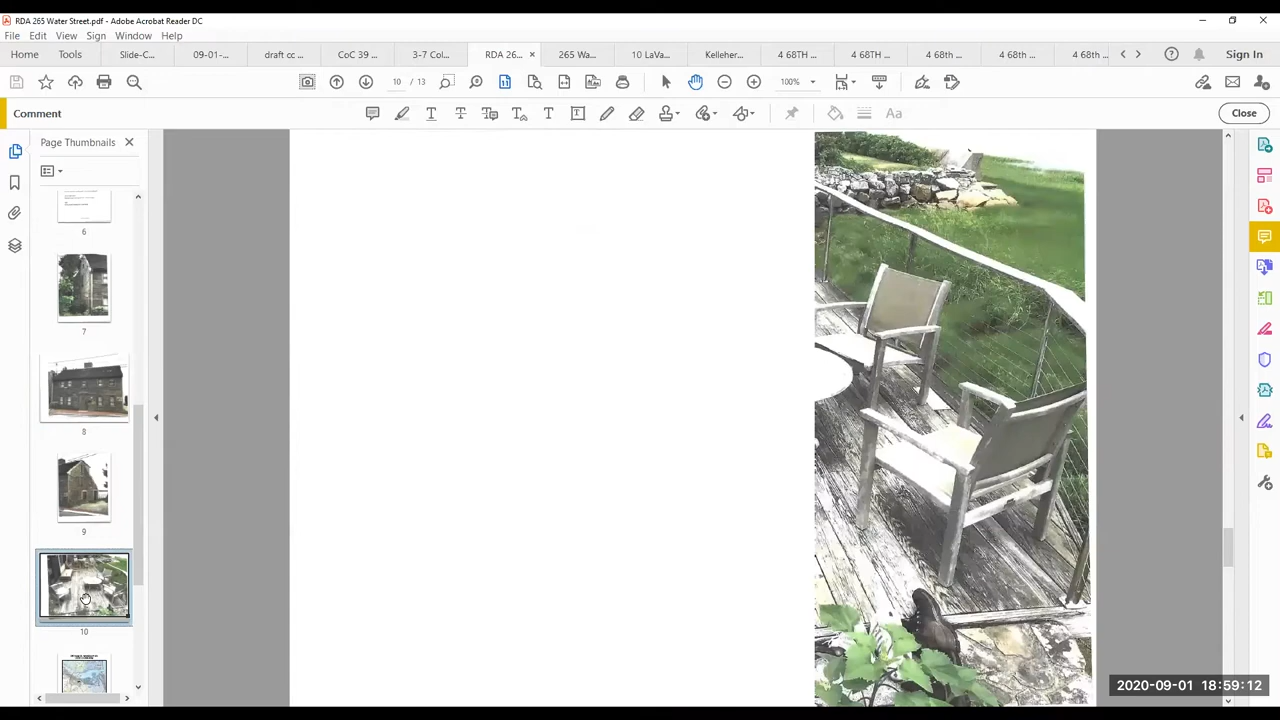 RDA 265 Water Street.pdf - Adobe Acrobat Reader DC
File Edit View Sign Window Help
Home Tools Slide-C... 09-01-... draft cc ... CoC 39 ... 3-7 Col... RDA 26... × 265 Wa... 10 LaVa... Kelleher... 4 68TH ... 4 68TH ... 4 68th ... 4 68th ... 4 68th ... Sign In
10 / 13 100%
Comment Close
Page Thumbnails
6
7
8
9
10
2020-09-01 18:59:12